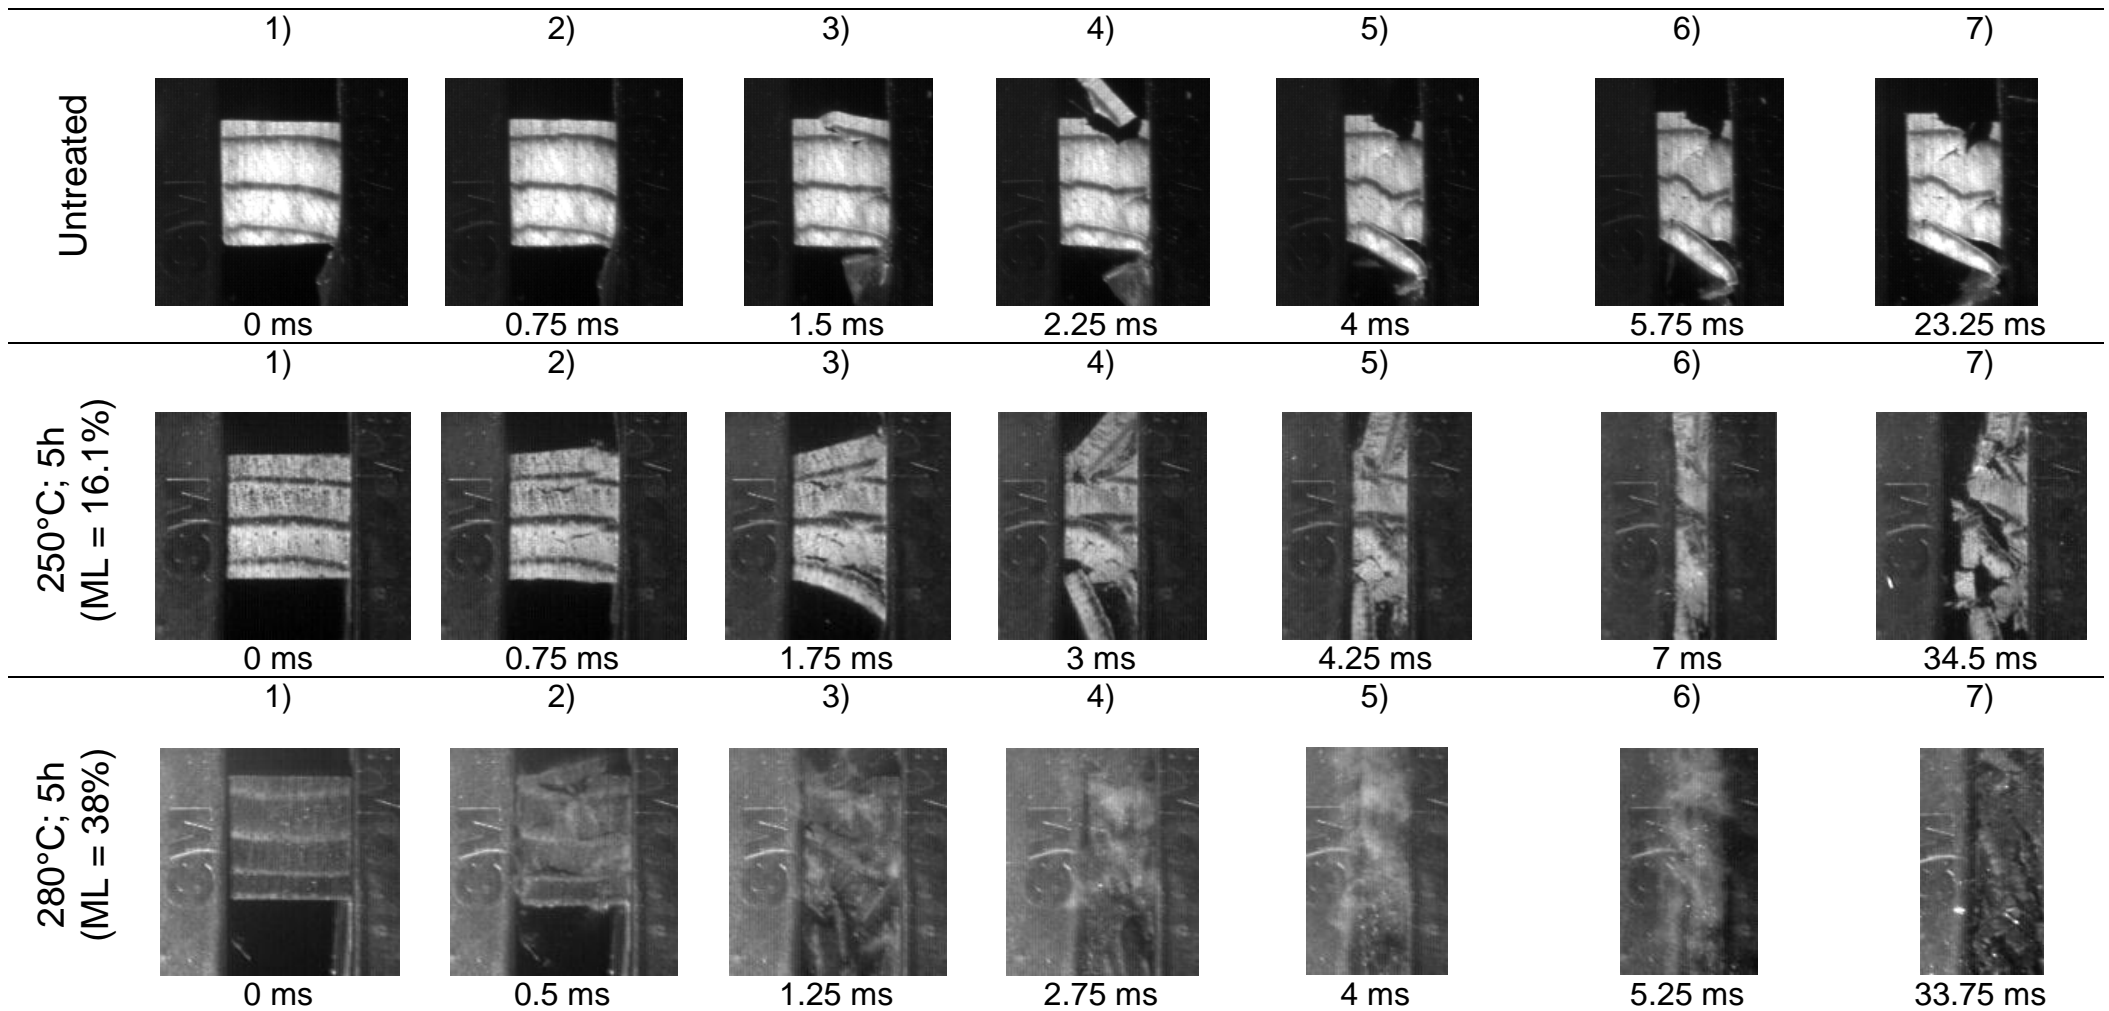 1) 2) 3) 4) 5) 6) 7)
Untreated
0 ms 0.75 ms 1.5 ms 2.25 ms 4 ms 5.75 ms 23.25 ms
1) 2) 3) 4) 5) 6) 7)
250°C; 5h
(ML = 16.1%)
0 ms 0.75 ms 1.75 ms 3 ms 4.25 ms 7 ms 34.5 ms
1) 2) 3) 4) 5) 6) 7)
280°C; 5h
(ML = 38%)
0 ms 0.5 ms 1.25 ms 2.75 ms 4 ms 5.25 ms 33.75 ms